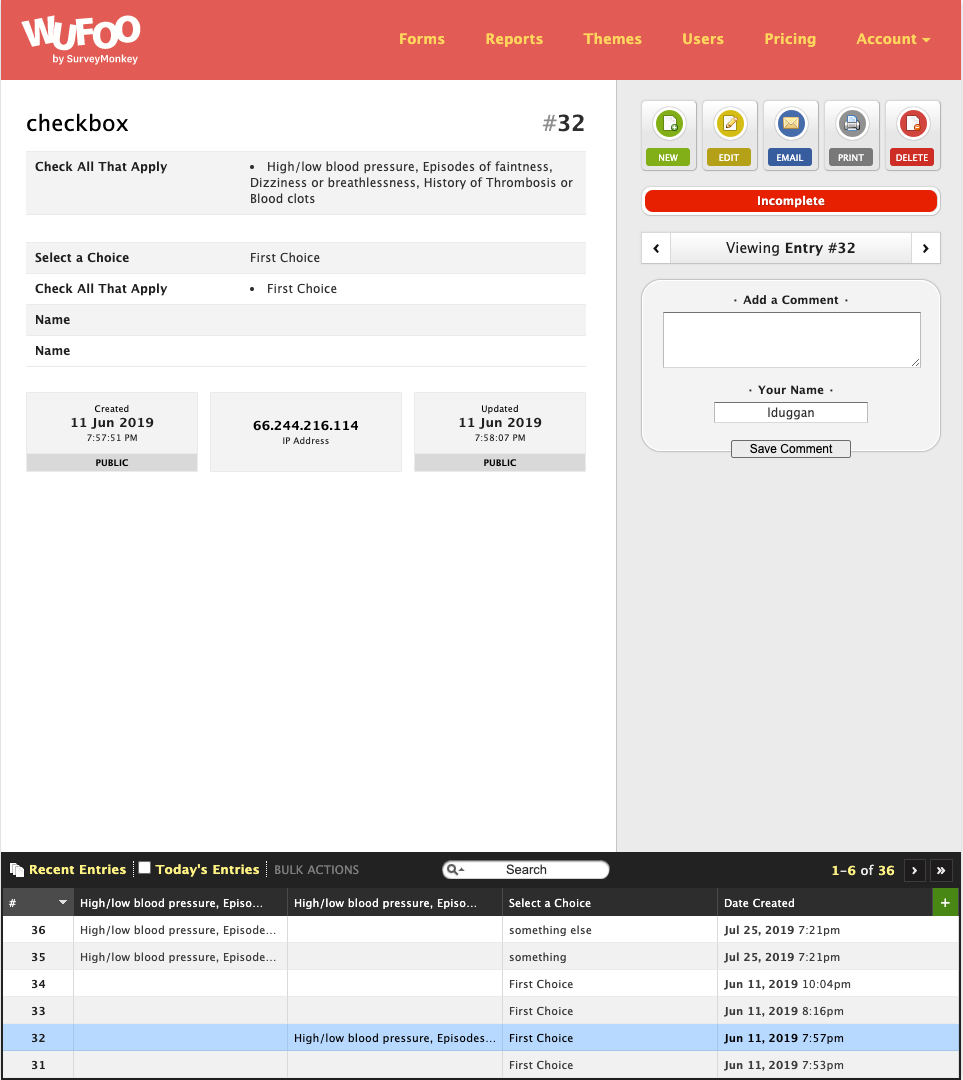 WUFOO
by SurveyMonkey
Forms Reports Themes Users Pricing Account
checkbox #32
Check All That Apply • High/low blood pressure, Episodes of faintness,
Dizziness or breathlessness, History of Thrombosis or
Blood clots
Select a Choice First Choice
Check All That Apply • First Choice
Name
Name
Created
11 Jun 2019
7:57:51 PM
PUBLIC
66.244.216.114
IP Address
Updated
11 Jun 2019
7:58:07 PM
PUBLIC
NEW EDIT EMAIL PRINT DELETE
Incomplete
‹ Viewing Entry #32 ›
· Add a Comment ·
· Your Name ·
lduggan
Save Comment
Recent Entries Today's Entries BULK ACTIONS Search 1–6 of 36 › »
# High/low blood pressure, Episo... High/low blood pressure, Episo... Select a Choice Date Created +
36 High/low blood pressure, Episode... something else Jul 25, 2019 7:21pm
35 High/low blood pressure, Episode... something Jul 25, 2019 7:21pm
34 First Choice Jun 11, 2019 10:04pm
33 First Choice Jun 11, 2019 8:16pm
32 High/low blood pressure, Episodes... First Choice Jun 11, 2019 7:57pm
31 First Choice Jun 11, 2019 7:53pm